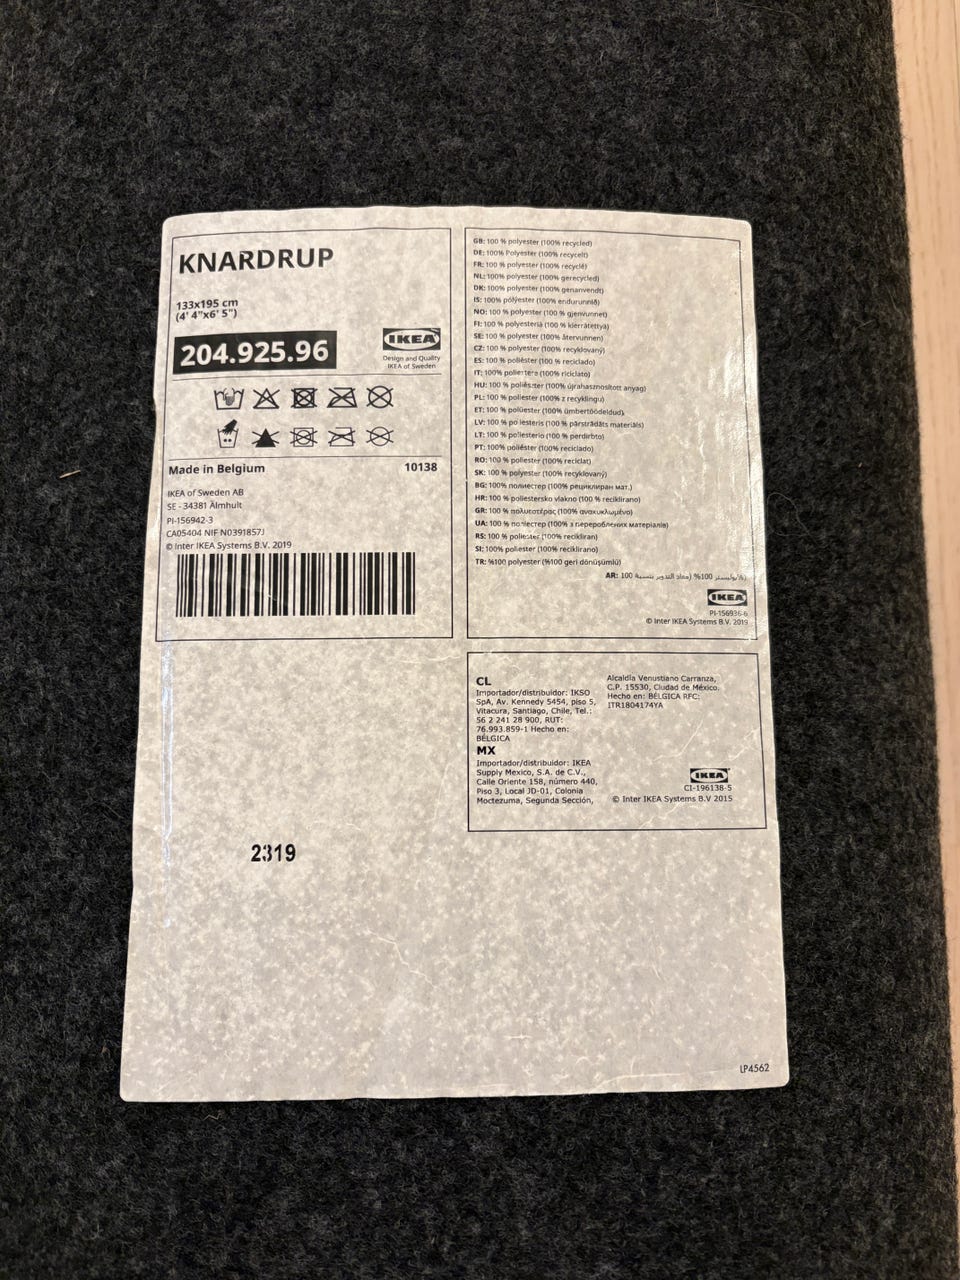 KNARDRUP
133x195 cm
(4' 4"x6' 5")
204.925.96
IKEA
Design and Quality
IKEA of Sweden
Made in Belgium 10138
IKEA of Sweden AB
SE - 34381 Älmhult
PI-156942-3
CA05404 NIF N0391857J
© Inter IKEA Systems B.V. 2019
GB: 100 % polyester (100% recycled)
DE: 100% Polyester (100% recycelt)
FR: 100 % polyester (100% recyclé)
NL: 100% polyester (100% gerecycled)
DK: 100% polyester (100% genanvendt)
IS: 100% pólýester (100% endurunnið)
NO: 100 % polyester (100 % gjenvunnet)
FI: 100 % polyesteriä (100 % kierrätettyä)
SE: 100% polyester (100% återvunnen)
CZ: 100% polyester (100% recyklovaný)
ES: 100% poliéster (100 % reciclado)
IT: 100% poliestere (100% riciclato)
HU: 100 % poliészter (100% újrahasznosított anyag)
PL: 100% poliester (100% z recyklingu)
ET: 100 % polüester (100% ümbertöödeldud)
LV: 100 % poliesteris (100 % pārstrādāts materiāls)
LT: 100 % poliesterio (100 % perdirbto)
PT: 100% poliéster (100% reciclado)
RO: 100 % poliester (100% reciclat)
SK: 100 % polyester (100% recyklovaný)
BG: 100% полиестер (100% рециклиран мат.)
HR: 100 % poliestersko vlakno (100 % reciklirano)
GR: 100 % πολυεστέρας (100% ανακυκλωμένο)
UA: 100 % поліестер (100% з перероблених матеріалів)
RS: 100 % poliester (100% recikliran)
SI: 100% poliester (100% reciklirano)
TR: %100 polyester (%100 geri dönüşümlü)
AR: 100% بوليستر 100% (معاد التدوير بنسبة 100%)
IKEA
PI-156936-6
© Inter IKEA Systems B.V. 2019
CL
Importador/distribuidor: IKSO
SpA, Av. Kennedy 5454, piso 5,
Vitacura, Santiago, Chile, Tel.:
56 2 241 28 900, RUT:
76.993.859-1 Hecho en:
BÉLGICA
MX
Importador/distribuidor: IKEA
Supply Mexico, S.A. de C.V.,
Calle Oriente 158, número 440,
Piso 3, Local JD-01, Colonia
Moctezuma, Segunda Sección,
Alcaldía Venustiano Carranza,
C.P. 15530, Ciudad de México.
Hecho en: BÉLGICA RFC:
ITR1804174YA
IKEA
CI-196138-5
© Inter IKEA Systems B.V 2015
2319
LP4562